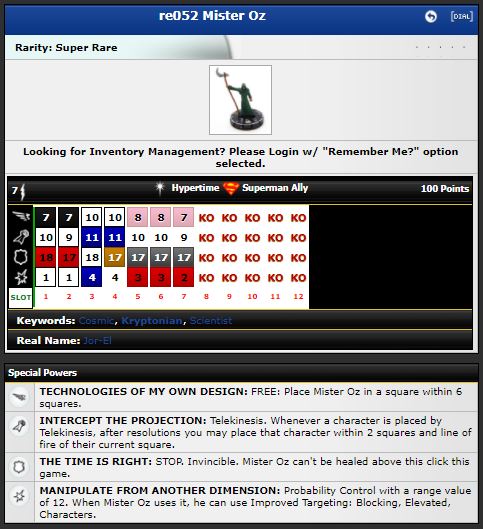 re052 Mister Oz
[DIAL]
Rarity: Super Rare
Looking for Inventory Management? Please Login w/ "Remember Me?" option
selected.
7 Hypertime Superman Ally 100 Points
7 7 10 10 8 8 7 KO KO KO KO KO
10 9 11 11 10 10 9 KO KO KO KO KO
18 17 18 17 17 17 17 KO KO KO KO KO
1 1 4 4 3 3 2 KO KO KO KO KO
SLOT 1 2 3 4 5 6 7 8 9 10 11 12
Keywords: Cosmic, Kryptonian, Scientist
Real Name: Jor-El
Special Powers
TECHNOLOGIES OF MY OWN DESIGN: FREE: Place Mister Oz in a square within 6
squares.
INTERCEPT THE PROJECTION: Telekinesis. Whenever a character is placed by
Telekinesis, after resolutions you may place that character within 2 squares and line of
fire of their current square.
THE TIME IS RIGHT: STOP. Invincible. Mister Oz can't be healed above this click this
game.
MANIPULATE FROM ANOTHER DIMENSION: Probability Control with a range value
of 12. When Mister Oz uses it, he can use Improved Targeting: Blocking, Elevated,
Characters.